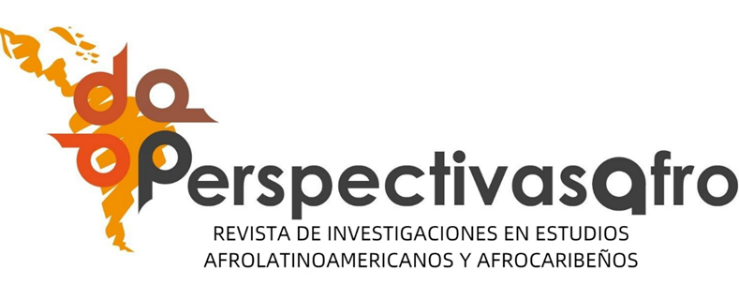 Perspectivasafro
REVISTA DE INVESTIGACIONES EN ESTUDIOS
AFROLATINOAMERICANOS Y AFROCARIBEÑOS